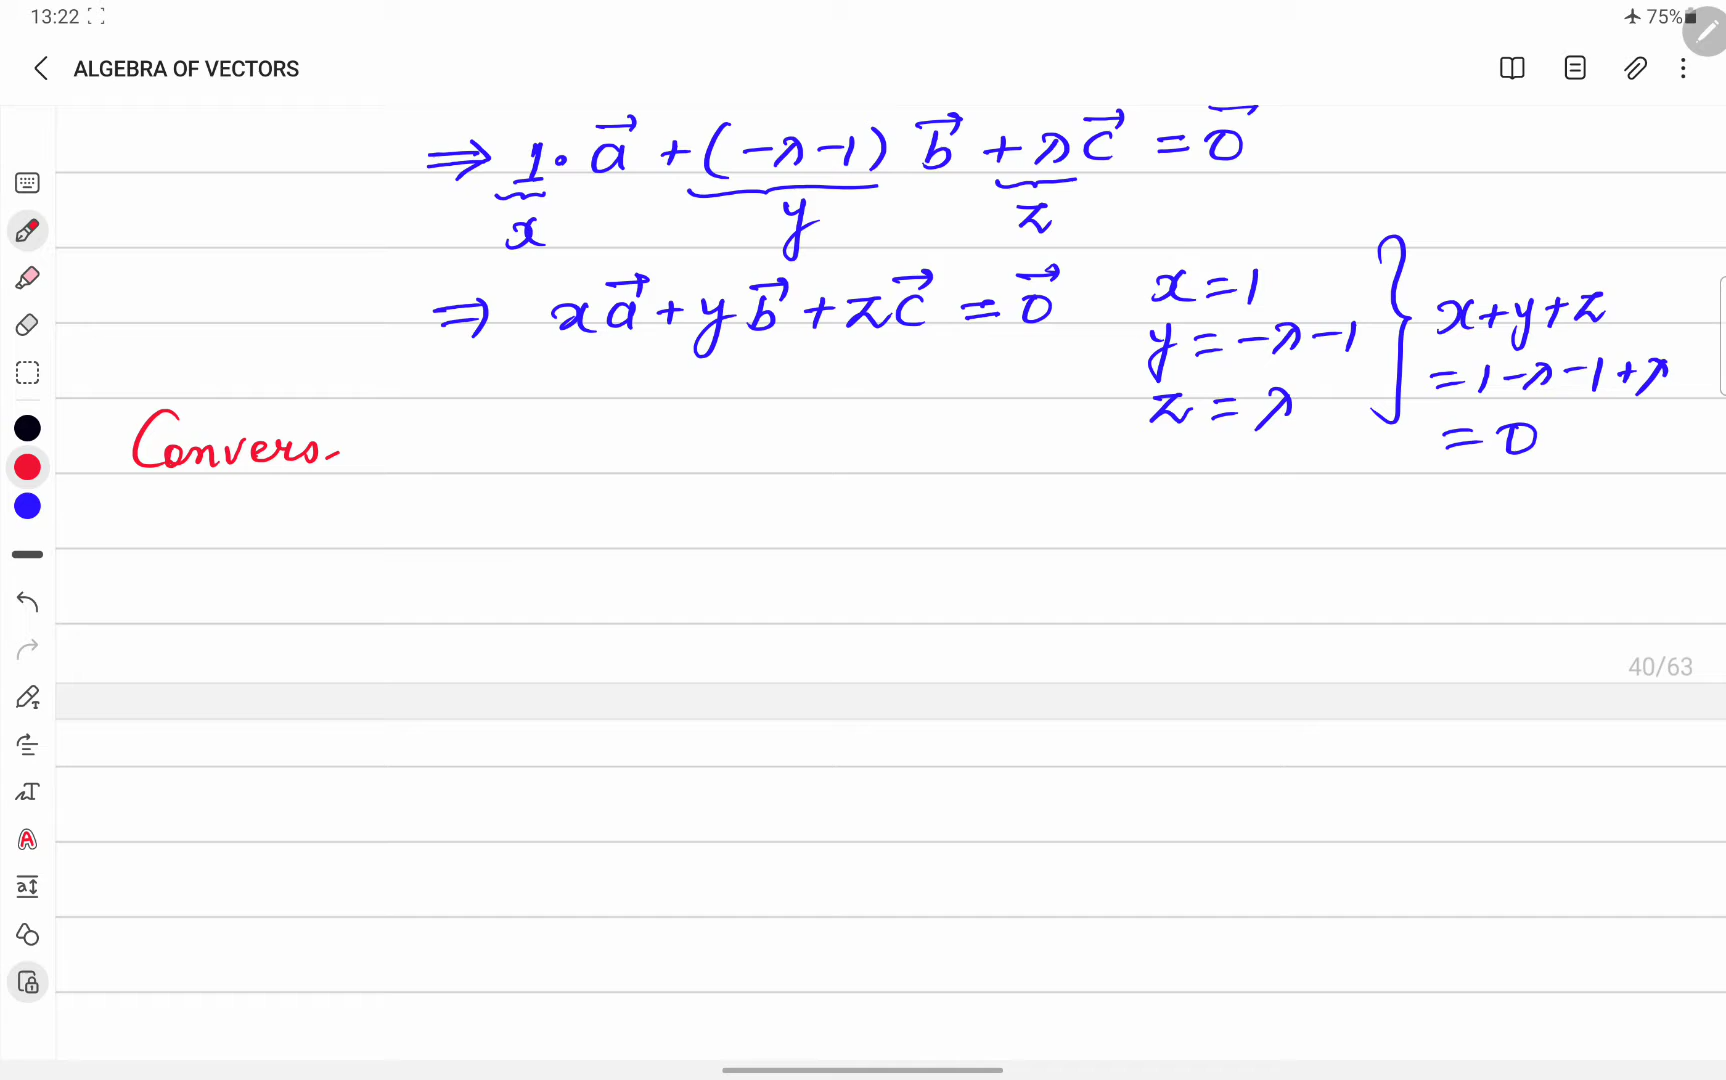 13:22
75%
ALGEBRA OF VECTORS
⇒ 1. a⃗ + (-λ-1) b⃗ + λc⃗ = 0⃗
x y z
⇒ xa⃗ + yb⃗ + zc⃗ = 0⃗
x = 1
y = -λ-1
z = λ
x+y+z
= 1-λ-1+λ
= 0
Convers
40/63